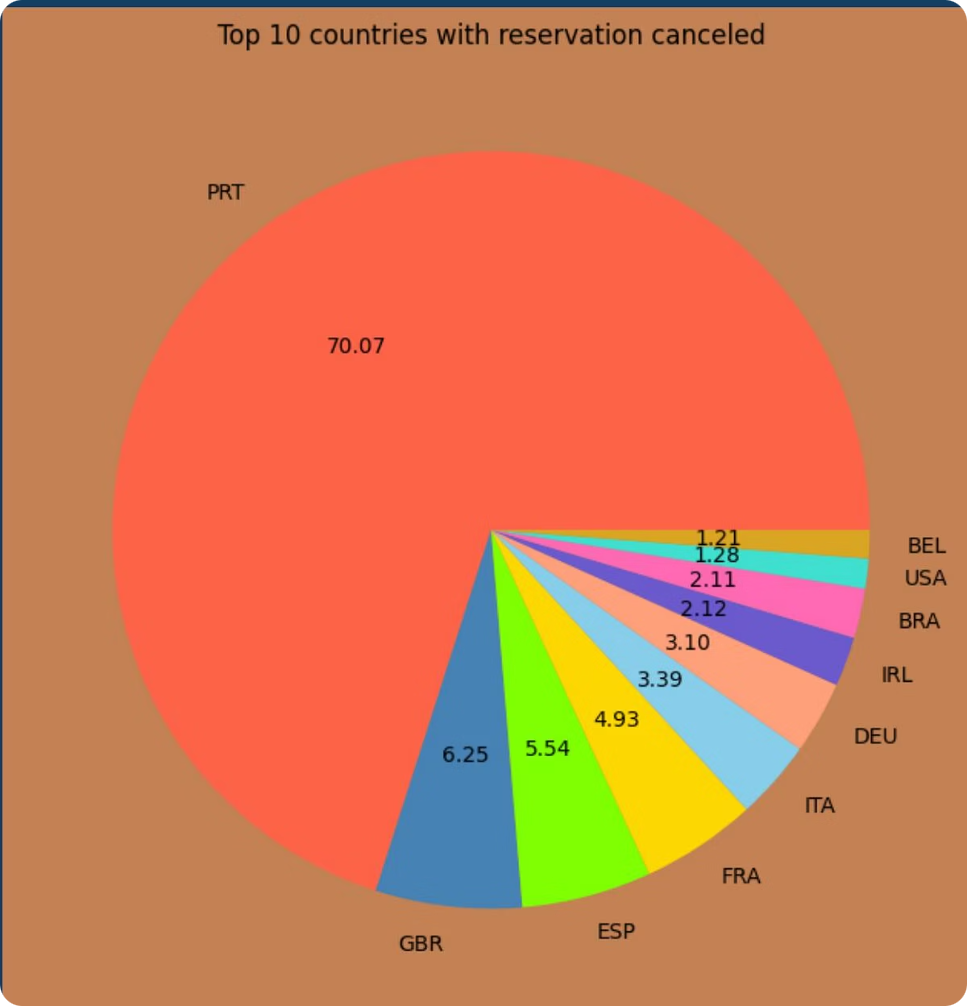 Top 10 countries with reservation canceled
PRT
70.07
BEL
1.21
USA
1.28
BRA
2.11
IRL
2.12
DEU
3.10
ITA
3.39
FRA
4.93
ESP
5.54
GBR
6.25